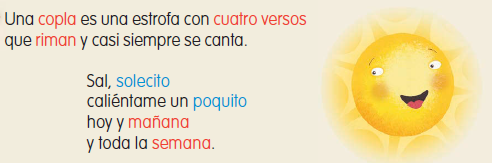 Una copla es una estrofa con cuatro versos
que riman y casi siempre se canta.
Sal, solecito
caliéntame un poquito
hoy y mañana
y toda la semana.